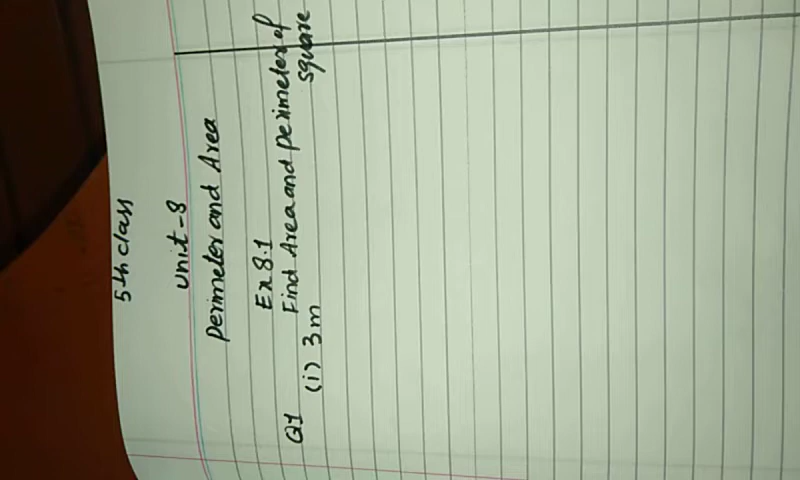 5th class
Unit-8
Perimeter and Area
Ex 8.1
Q1 Find Area and perimeter of square
(i) 3m